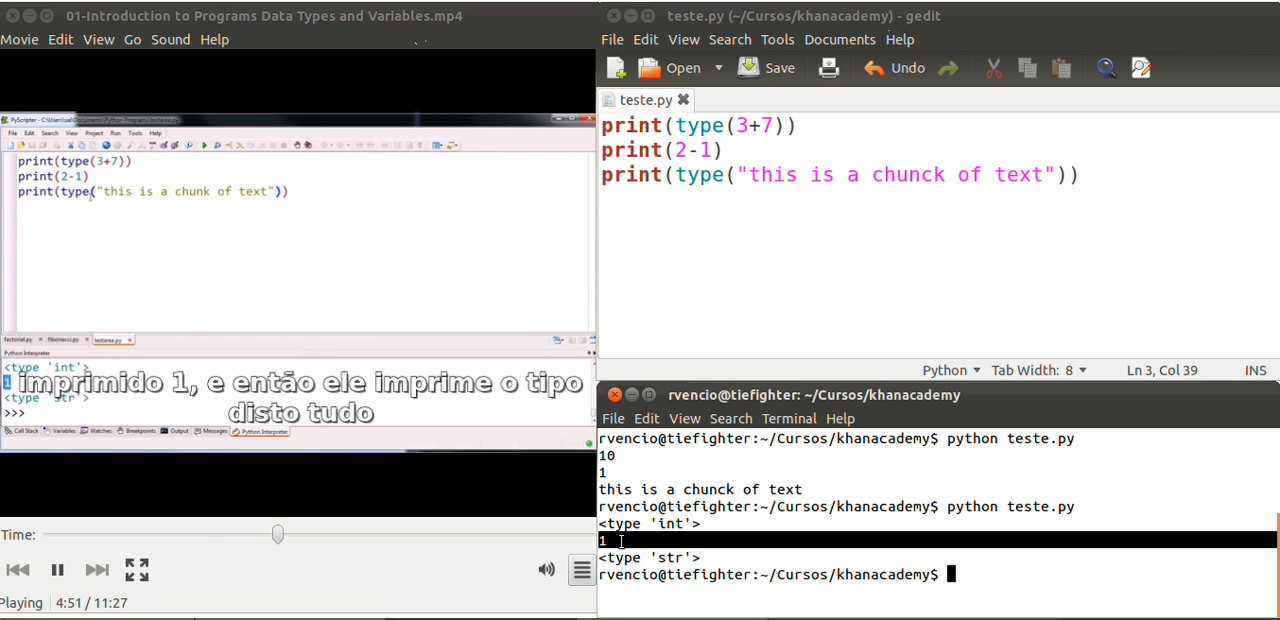 01-Introduction to Programs Data Types and Variables.mp4
Movie Edit View Go Sound Help
PyScripter - C:\Users\sal\Documents\Python Programs\testarea.py
File Edit Search View Project Run Tools Help
print(type(3+7))
print(2-1)
print(type("this is a chunk of text"))
factorial.py fibonacci.py testarea.py
Python Interpreter
<type 'int'>
1
<type 'str'>
>>>
imprimido 1, e então ele imprime o tipo
disto tudo
Call Stack Variables Watches Breakpoints Output Messages Python Interpreter
Time:
Playing 4:51 / 11:27
teste.py (~/Cursos/khanacademy) - gedit
File Edit View Search Tools Documents Help
Open Save Undo
teste.py
print(type(3+7))
print(2-1)
print(type("this is a chunck of text"))
Python Tab Width: 8 Ln 3, Col 39 INS
rvencio@tiefighter: ~/Cursos/khanacademy
File Edit View Search Terminal Help
rvencio@tiefighter:~/Cursos/khanacademy$ python teste.py
10
1
this is a chunck of text
rvencio@tiefighter:~/Cursos/khanacademy$ python teste.py
<type 'int'>
1
<type 'str'>
rvencio@tiefighter:~/Cursos/khanacademy$